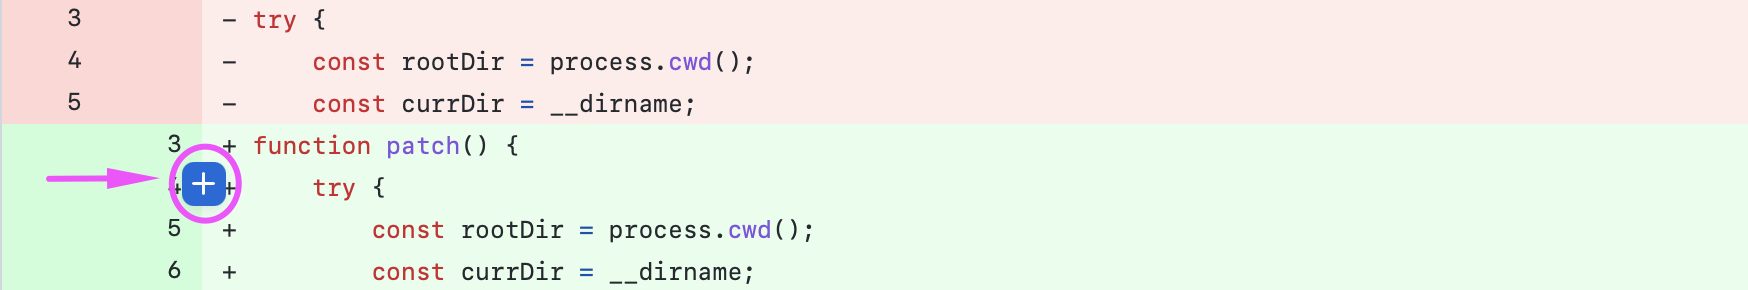 3 - try {
4 - const rootDir = process.cwd();
5 - const currDir = __dirname;
3 + function patch() {
4 + try {
5 + const rootDir = process.cwd();
6 + const currDir = __dirname;